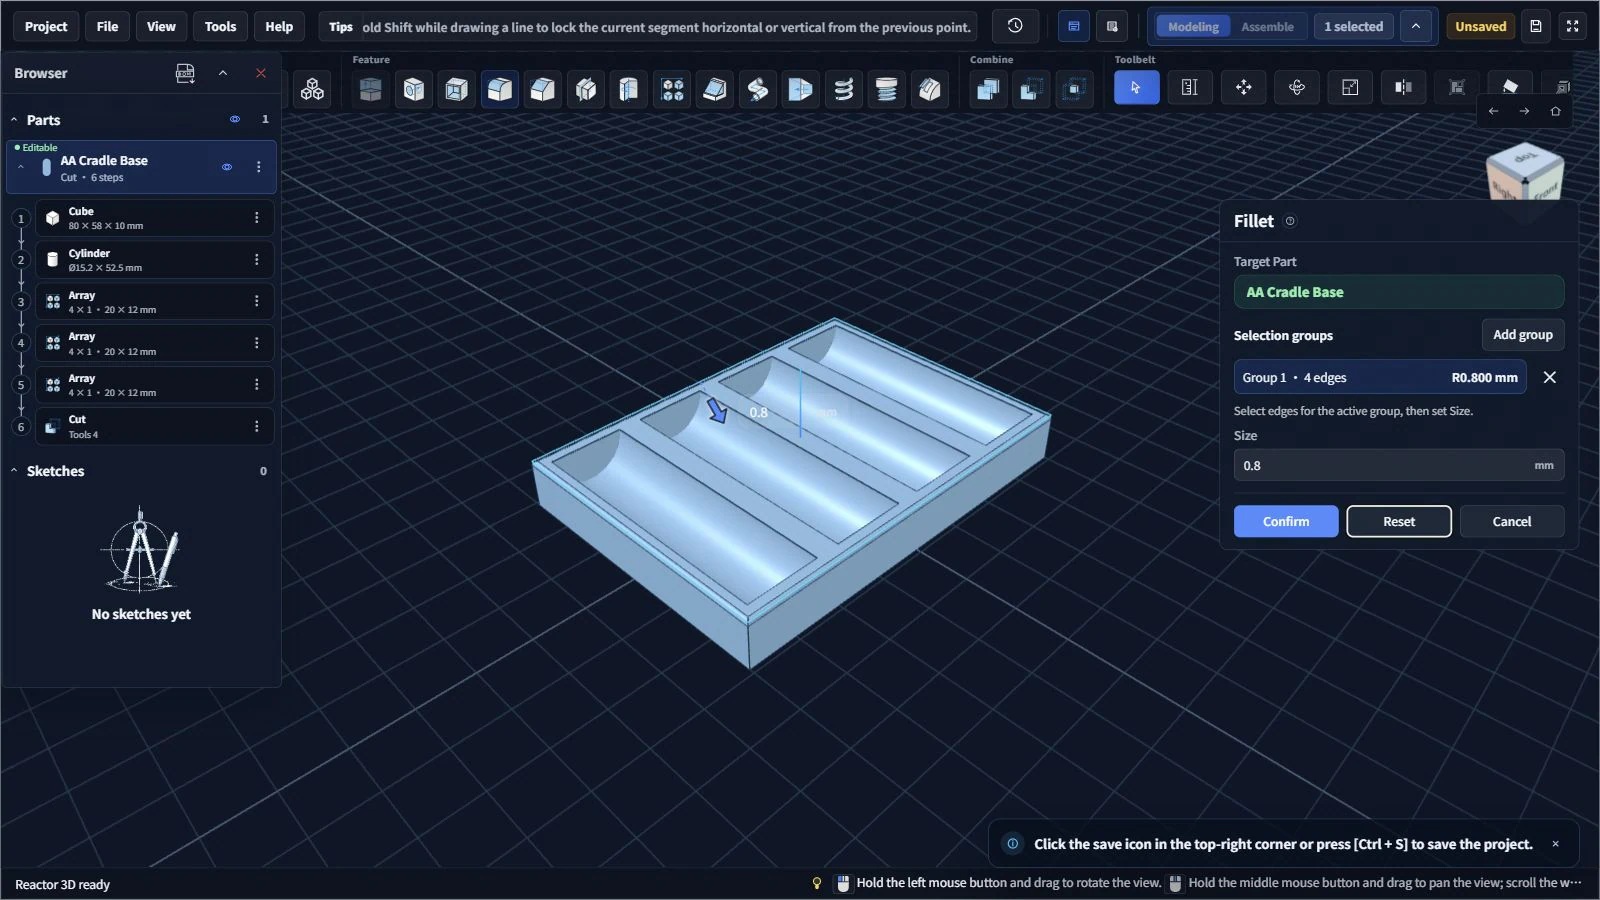 Project File View Tools Help Tips old Shift while drawing a line to lock the current segment horizontal or vertical from the previous point. Modeling Assemble 1 selected Unsaved
Browser
Feature
Combine
Toolbelt
Parts 1
Editable
AA Cradle Base
Cut • 6 steps
1 Cube
80 × 58 × 10 mm
2 Cylinder
Ø15.2 × 52.5 mm
3 Array
4 × 1 • 20 × 12 mm
4 Array
4 × 1 • 20 × 12 mm
5 Array
4 × 1 • 20 × 12 mm
6 Cut
Tools 4
Sketches 0
No sketches yet
0.8 mm
Top
Right Front
Fillet
Target Part
AA Cradle Base
Selection groups Add group
Group 1 • 4 edges R0.800 mm
Select edges for the active group, then set Size.
Size
0.8 mm
Confirm Reset Cancel
Click the save icon in the top-right corner or press [Ctrl + S] to save the project.
Reactor 3D ready Hold the left mouse button and drag to rotate the view. Hold the middle mouse button and drag to pan the view; scroll the w···